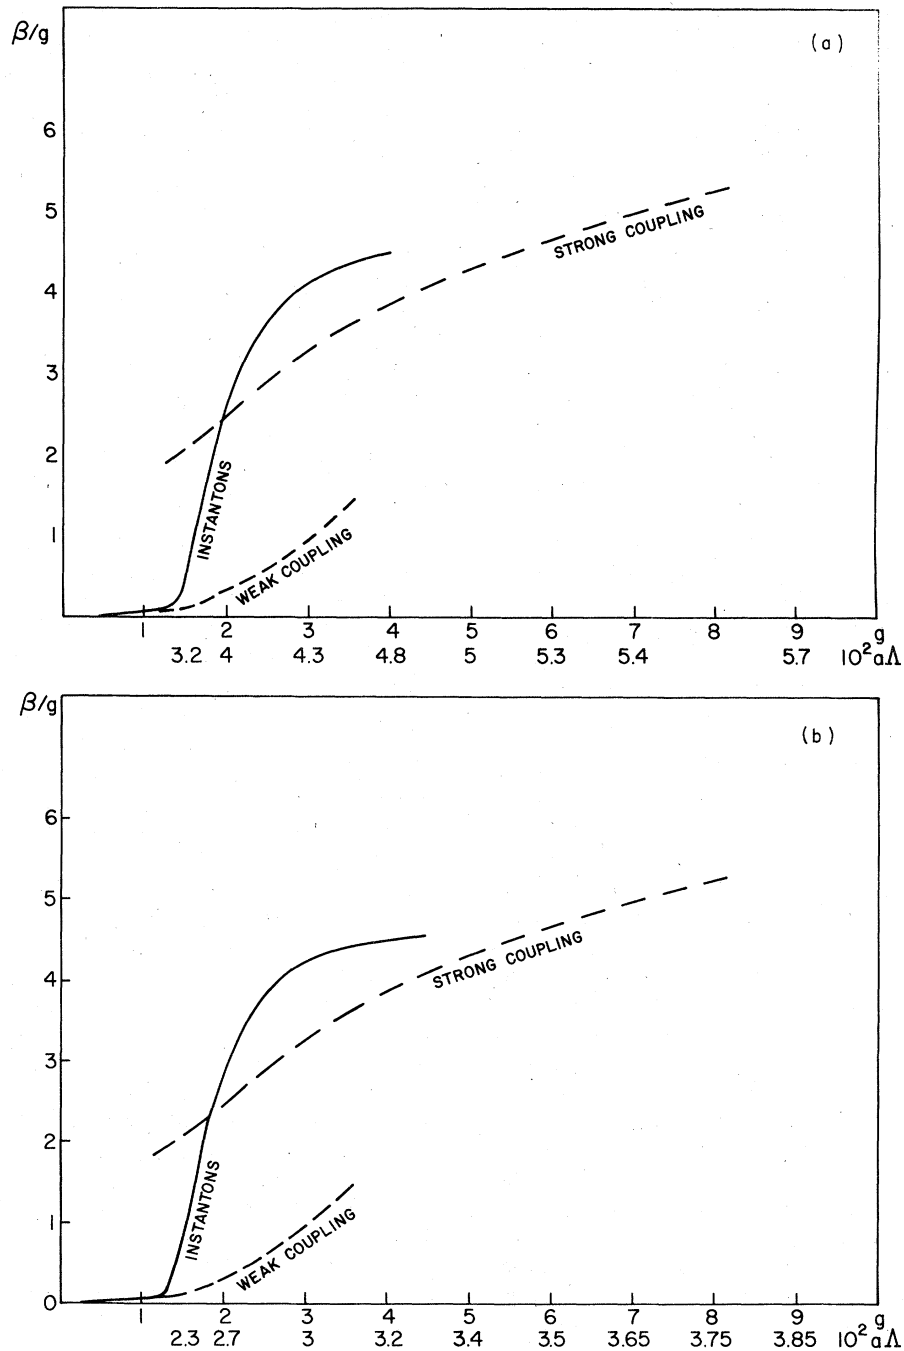 β/g
(a)
6
5
4
3
2
1
STRONG COUPLING
INSTANTONS
WEAK COUPLING
1 2 3 4 5 6 7 8 9 g
3.2 4 4.3 4.8 5 5.3 5.4 5.7 10²aΛ
β/g
(b)
6
5
4
3
2
1
0
STRONG COUPLING
INSTANTONS
WEAK COUPLING
1 2 3 4 5 6 7 8 9 g
2.3 2.7 3 3.2 3.4 3.5 3.65 3.75 3.85 10²aΛ